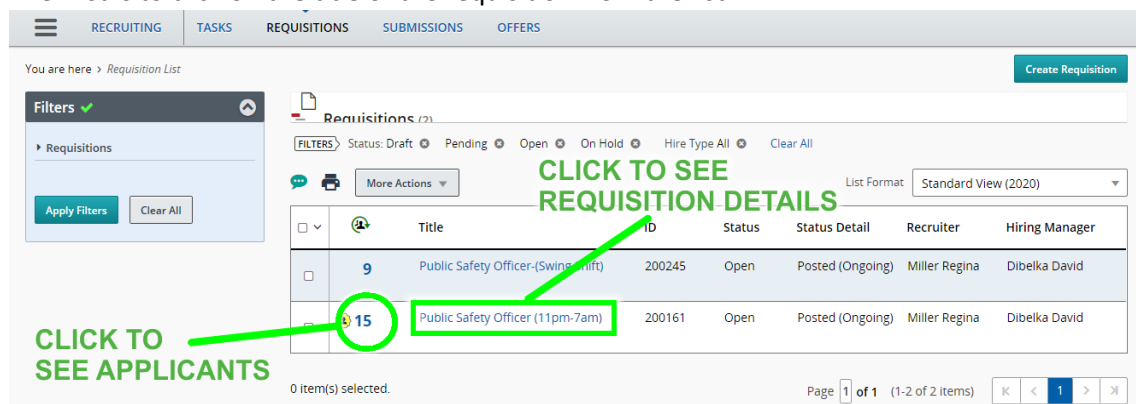 RECRUITING TASKS REQUISITIONS SUBMISSIONS OFFERS
You are here > Requisition List
Create Requisition
Filters
Requisitions
Apply Filters Clear All
Requisitions (2)
FILTERS Status: Draft Pending Open On Hold Hire Type All Clear All
More Actions
List Format Standard View (2020)
CLICK TO SEE
REQUISITION DETAILS
Title ID Status Status Detail Recruiter Hiring Manager
9 Public Safety Officer-(Swing Shift) 200245 Open Posted (Ongoing) Miller Regina Dibelka David
15 Public Safety Officer (11pm-7am) 200161 Open Posted (Ongoing) Miller Regina Dibelka David
CLICK TO
SEE APPLICANTS
0 item(s) selected.
Page 1 of 1 (1-2 of 2 items) K < 1 > K